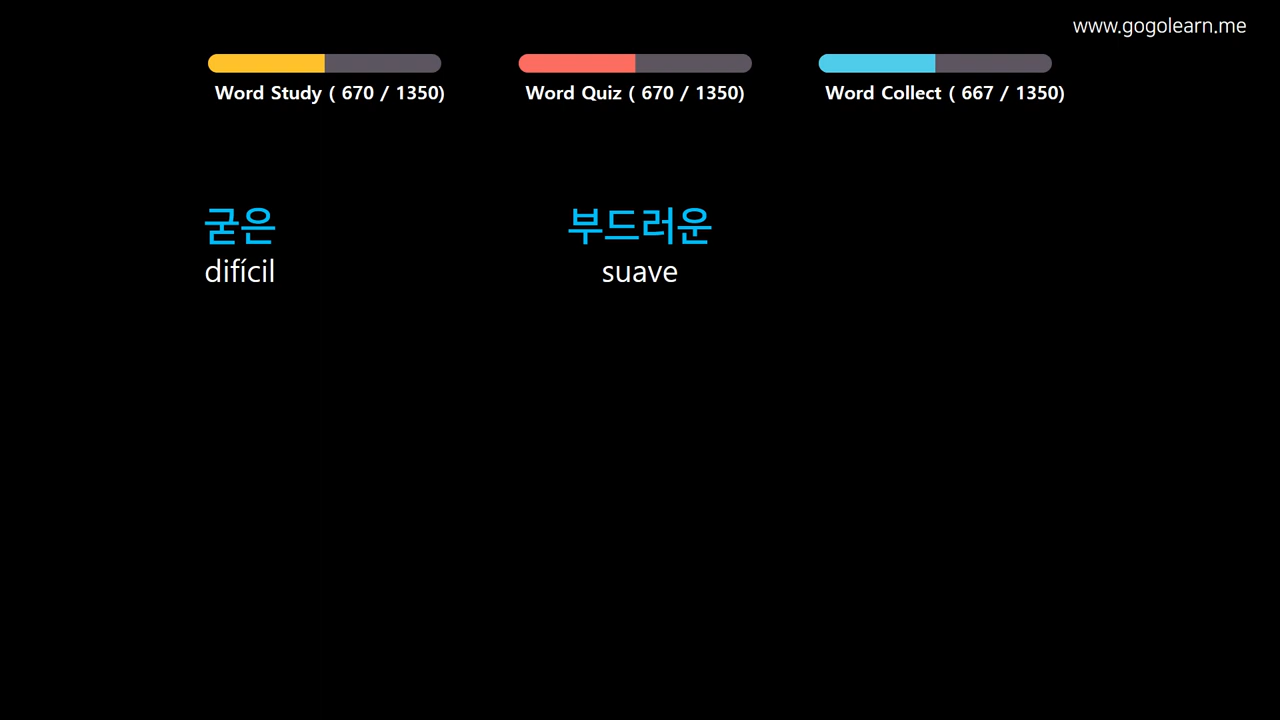 www.gogolearn.me
Word Study ( 670 / 1350)
Word Quiz ( 670 / 1350)
Word Collect ( 667 / 1350)
굳은
difícil
부드러운
suave